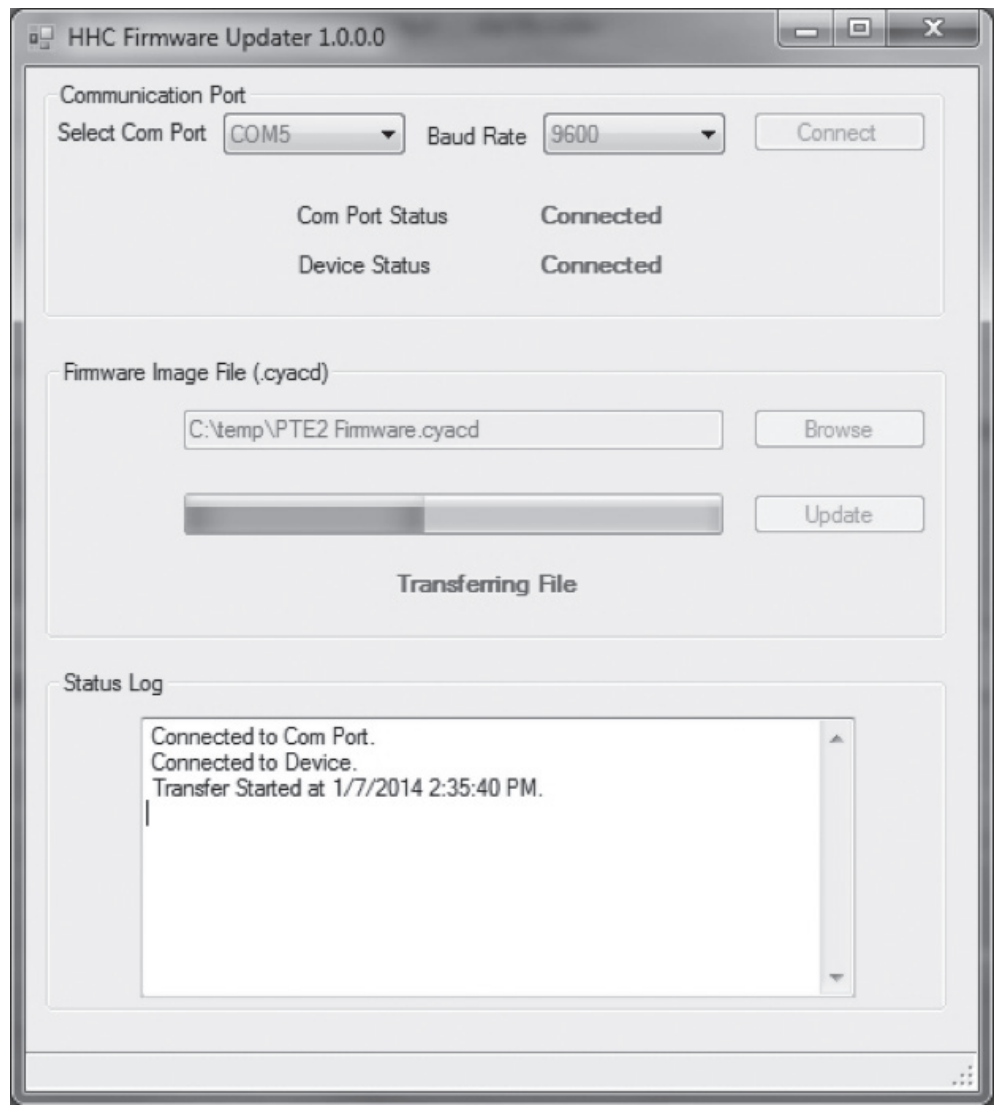 HHC Firmware Updater 1.0.0.0
Communication Port
Select Com Port COM5 Baud Rate 9600 Connect
Com Port Status Connected
Device Status Connected
Firmware Image File (.cyacd)
C:\temp\PTE2 Firmware.cyacd Browse
Update
Transferring File
Status Log
Connected to Com Port.
Connected to Device.
Transfer Started at 1/7/2014 2:35:40 PM.